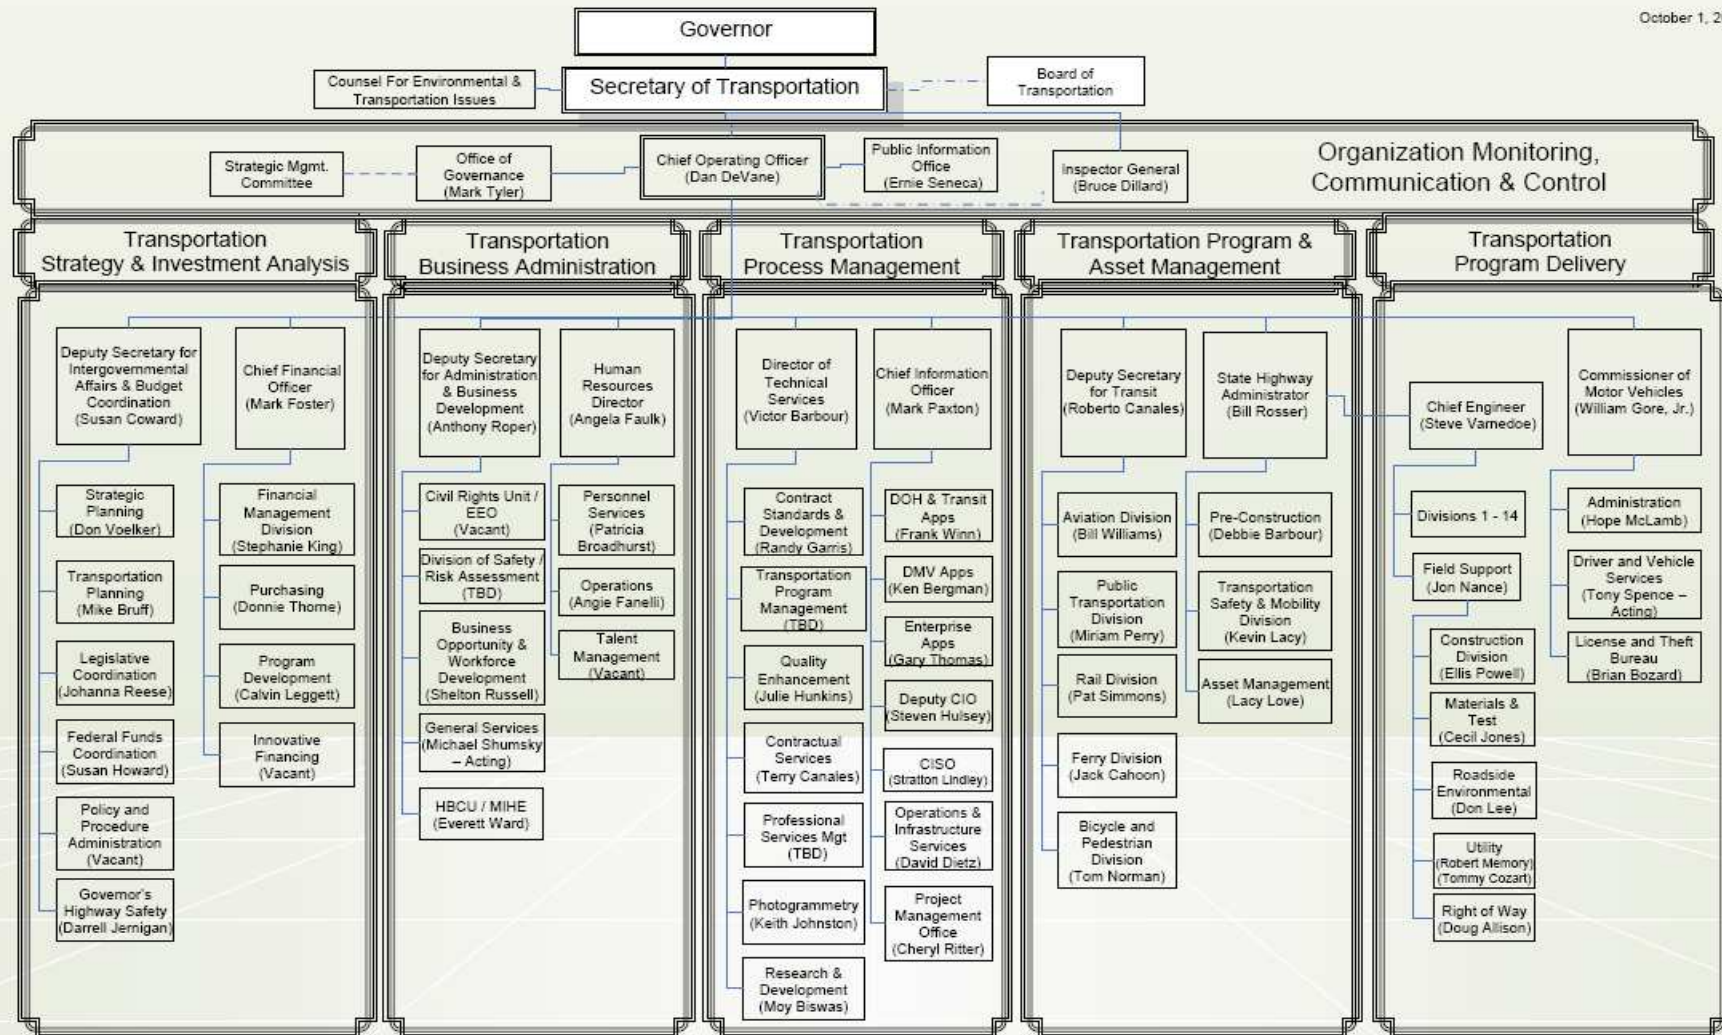 October 1, 2
Governor
Counsel For Environmental &
Transportation Issues
Secretary of Transportation
Board of
Transportation
Strategic Mgmt.
Committee
Office of
Governance
(Mark Tyler)
Chief Operating Officer
(Dan DeVane)
Public Information
Office
(Ernie Seneca)
Inspector General
(Bruce Dillard)
Organization Monitoring,
Communication & Control
Transportation
Strategy & Investment Analysis
Transportation
Business Administration
Transportation
Process Management
Transportation Program &
Asset Management
Transportation
Program Delivery
Deputy Secretary for
Intergovernmental
Affairs & Budget
Coordination
(Susan Coward)
Strategic
Planning
(Don Voelker)
Transportation
Planning
(Mike Bruff)
Legislative
Coordination
(Johanna Reese)
Federal Funds
Coordination
(Susan Howard)
Policy and
Procedure
Administration
(Vacant)
Governor's
Highway Safety
(Darrell Jernigan)
Chief Financial
Officer
(Mark Foster)
Financial
Management
Division
(Stephanie King)
Purchasing
(Donnie Thorne)
Program
Development
(Calvin Leggett)
Innovative
Financing
(Vacant)
Deputy Secretary
for Administration
& Business
Development
(Anthony Roper)
Civil Rights Unit /
EEO
(Vacant)
Division of Safety /
Risk Assessment
(TBD)
Business
Opportunity &
Workforce
Development
(Shelton Russell)
General Services
(Michael Shumsky
– Acting)
HBCU / MIHE
(Everett Ward)
Human
Resources
Director
(Angela Faulk)
Personnel
Services
(Patricia
Broadhurst)
Operations
(Angie Fanelli)
Talent
Management
(Vacant)
Director of
Technical
Services
(Victor Barbour)
Contract
Standards &
Development
(Randy Garris)
Transportation
Program
Management
(TBD)
Quality
Enhancement
(Julie Hunkins)
Contractual
Services
(Terry Canales)
Professional
Services Mgt
(TBD)
Photogrammetry
(Keith Johnston)
Research &
Development
(Moy Biswas)
Chief Information
Officer
(Mark Paxton)
DOH & Transit
Apps
(Frank Winn)
DMV Apps
(Ken Bergman)
Enterprise
Apps
(Gary Thomas)
Deputy CIO
(Steven Hulsey)
CISO
(Stratton Lindley)
Operations &
Infrastructure
Services
(David Dietz)
Project
Management
Office
(Cheryl Ritter)
Deputy Secretary
for Transit
(Roberto Canales)
Aviation Division
(Bill Williams)
Public
Transportation
Division
(Miriam Perry)
Rail Division
(Pat Simmons)
Ferry Division
(Jack Cahoon)
Bicycle and
Pedestrian
Division
(Tom Norman)
State Highway
Administrator
(Bill Rosser)
Pre-Construction
(Debbie Barbour)
Transportation
Safety & Mobility
Division
(Kevin Lacy)
Asset Management
(Lacy Love)
Chief Engineer
(Steve Varnedoe)
Divisions 1 - 14
Field Support
(Jon Nance)
Construction
Division
(Ellis Powell)
Materials &
Test
(Cecil Jones)
Roadside
Environmental
(Don Lee)
Utility
(Robert Memory)
(Tommy Cozart)
Right of Way
(Doug Allison)
Commissioner of
Motor Vehicles
(William Gore, Jr.)
Administration
(Hope McLamb)
Driver and Vehicle
Services
(Tony Spence –
Acting)
License and Theft
Bureau
(Brian Bozard)